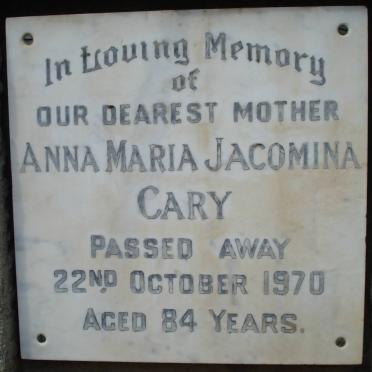 In Loving Memory
of
OUR DEAREST MOTHER
ANNA MARIA JACOMINA
CARY
PASSED AWAY
22ND OCTOBER 1970
AGED 84 YEARS.